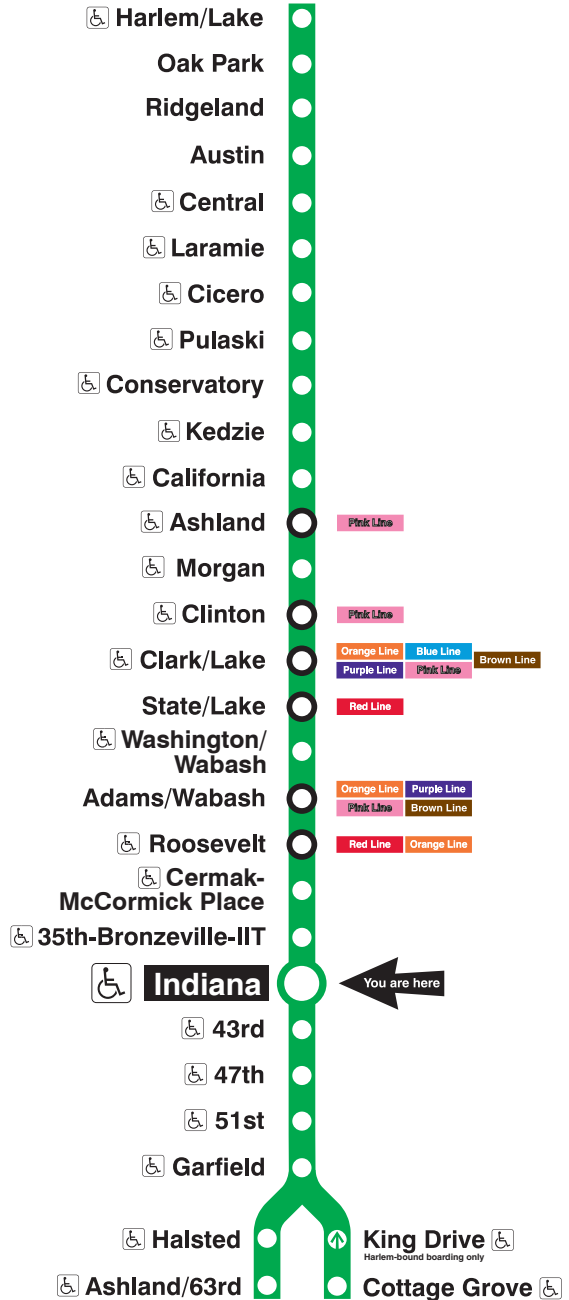 Harlem/Lake
Oak Park
Ridgeland
Austin
Central
Laramie
Cicero
Pulaski
Conservatory
Kedzie
California
Ashland
Pink Line
Morgan
Clinton
Pink Line
Clark/Lake
Orange Line
Blue Line
Brown Line
Purple Line
Pink Line
State/Lake
Red Line
Washington/
Wabash
Adams/Wabash
Orange Line
Purple Line
Pink Line
Brown Line
Roosevelt
Red Line
Orange Line
Cermak-
McCormick Place
35th-Bronzeville-IIT
Indiana
You are here
43rd
47th
51st
Garfield
Halsted
King Drive
Harlem-bound boarding only
Ashland/63rd
Cottage Grove